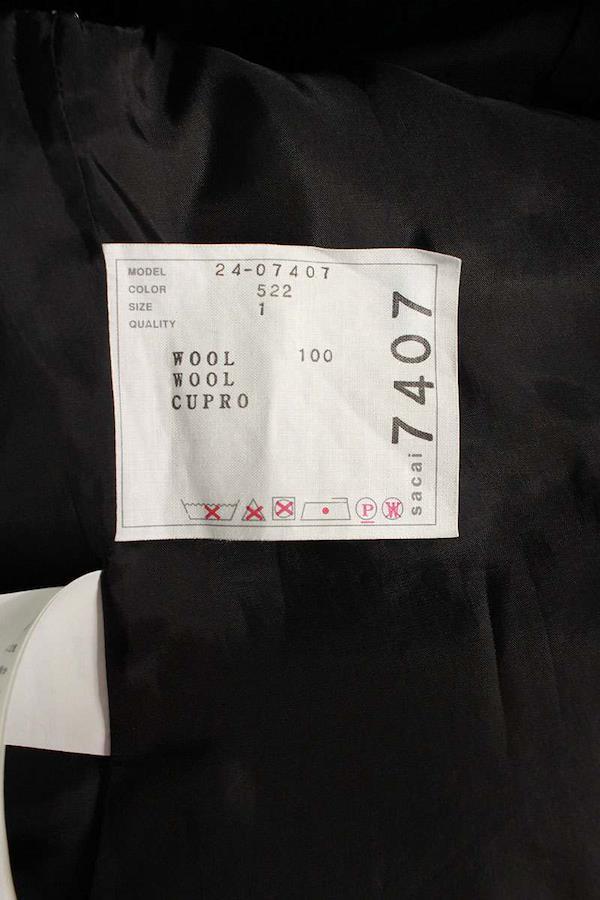 MODEL 24-07407
COLOR 522
SIZE 1
QUALITY
WOOL 100
WOOL
CUPRO
P W
sacai 7407